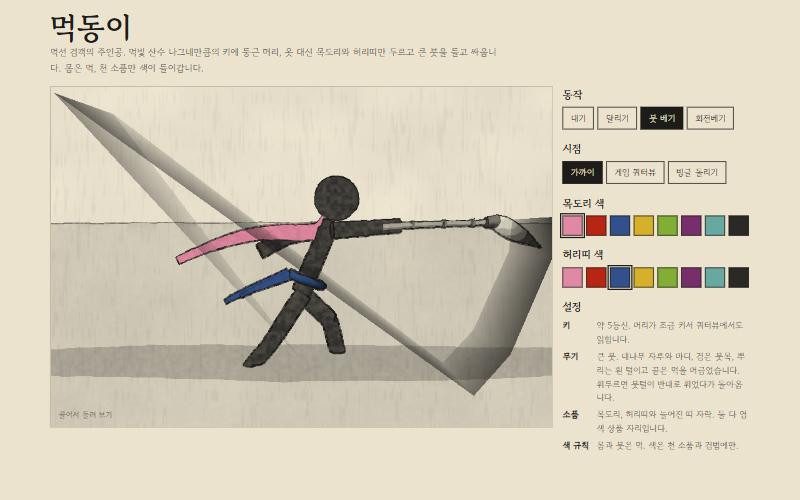 먹동이
먹선 검객의 주인공. 먹빛 산수 나그네만큼의 키에 둥근 머리, 옷 대신 목도리와 허리띠만 두르고 큰 붓을 들고 싸웁니
다. 몸은 먹, 천 소품만 색이 들어갑니다.
끌어서 돌려 보기
동작
대기
달리기
붓 베기
회전베기
시점
가까이
게임 쿼터뷰
빙글 돌리기
목도리 색
허리띠 색
설정
키
약 5등신. 머리가 조금 커서 쿼터뷰에서도
읽힙니다.
무기
큰 붓. 대나무 자루와 마디, 검은 붓목, 뿌
리는 흰 털이고 끝은 먹을 머금었습니다.
휘두르면 붓털이 반대로 휘었다가 돌아옵
니다.
소품
목도리, 허리띠와 늘어진 띠 자락. 둘 다 염
색 상품 자리입니다.
색 규칙
몸과 붓은 먹. 색은 천 소품과 검법에만.